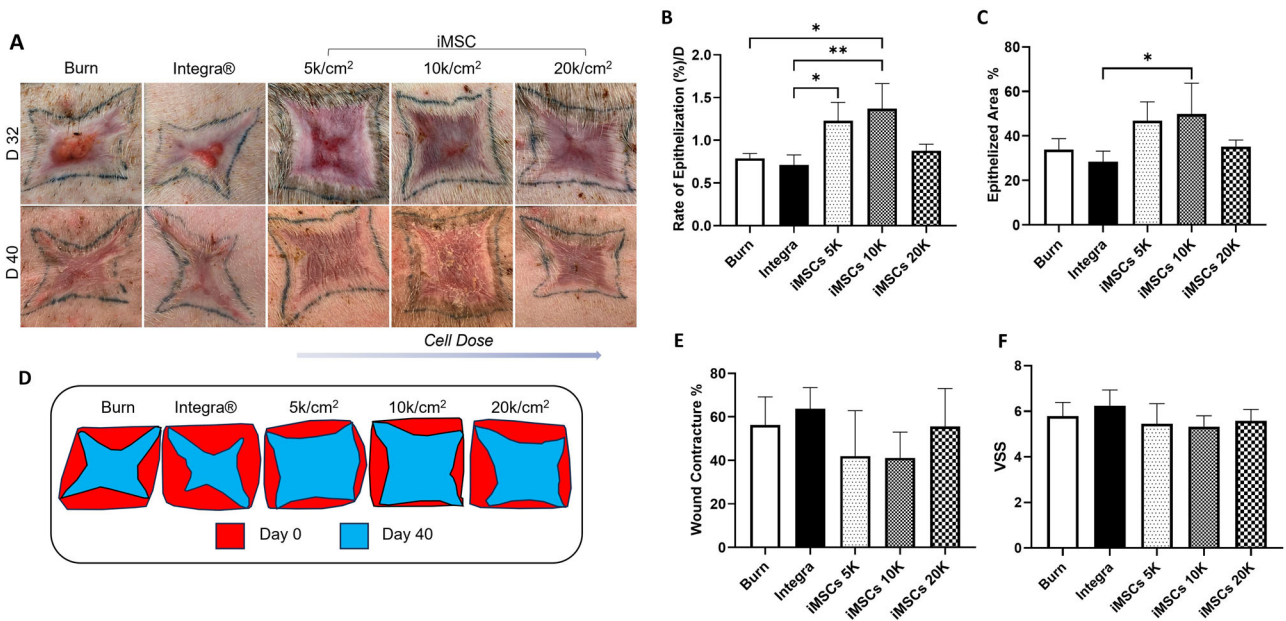 A
iMSC
Burn
Integra®
5k/cm²
10k/cm²
20k/cm²
D 32
D 40
Cell Dose
B
Rate of Epithelization (%)/D
2.0
1.5
1.0
0.5
0.0
*
**
*
Burn
Integra
iMSCs 5K
iMSCs 10K
iMSCs 20K
C
Epithelized Area %
80
60
40
20
0
*
Burn
Integra
iMSCs 5K
iMSCs 10K
iMSCs 20K
D
Burn
Integra®
5k/cm²
10k/cm²
20k/cm²
Day 0
Day 40
E
Wound Contracture %
80
60
40
20
0
Burn
Integra
iMSCs 5K
iMSCs 10K
iMSCs 20K
F
VSS
8
6
4
2
0
Burn
Integra
iMSCs 5K
iMSCs 10K
iMSCs 20K